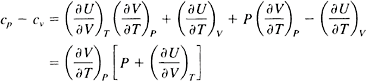 c_p − c_v = (∂U/∂V)_T (∂V/∂T)_P + (∂U/∂T)_V + P (∂V/∂T)_P − (∂U/∂T)_V
= (∂V/∂T)_P [P + (∂U/∂V)_T]